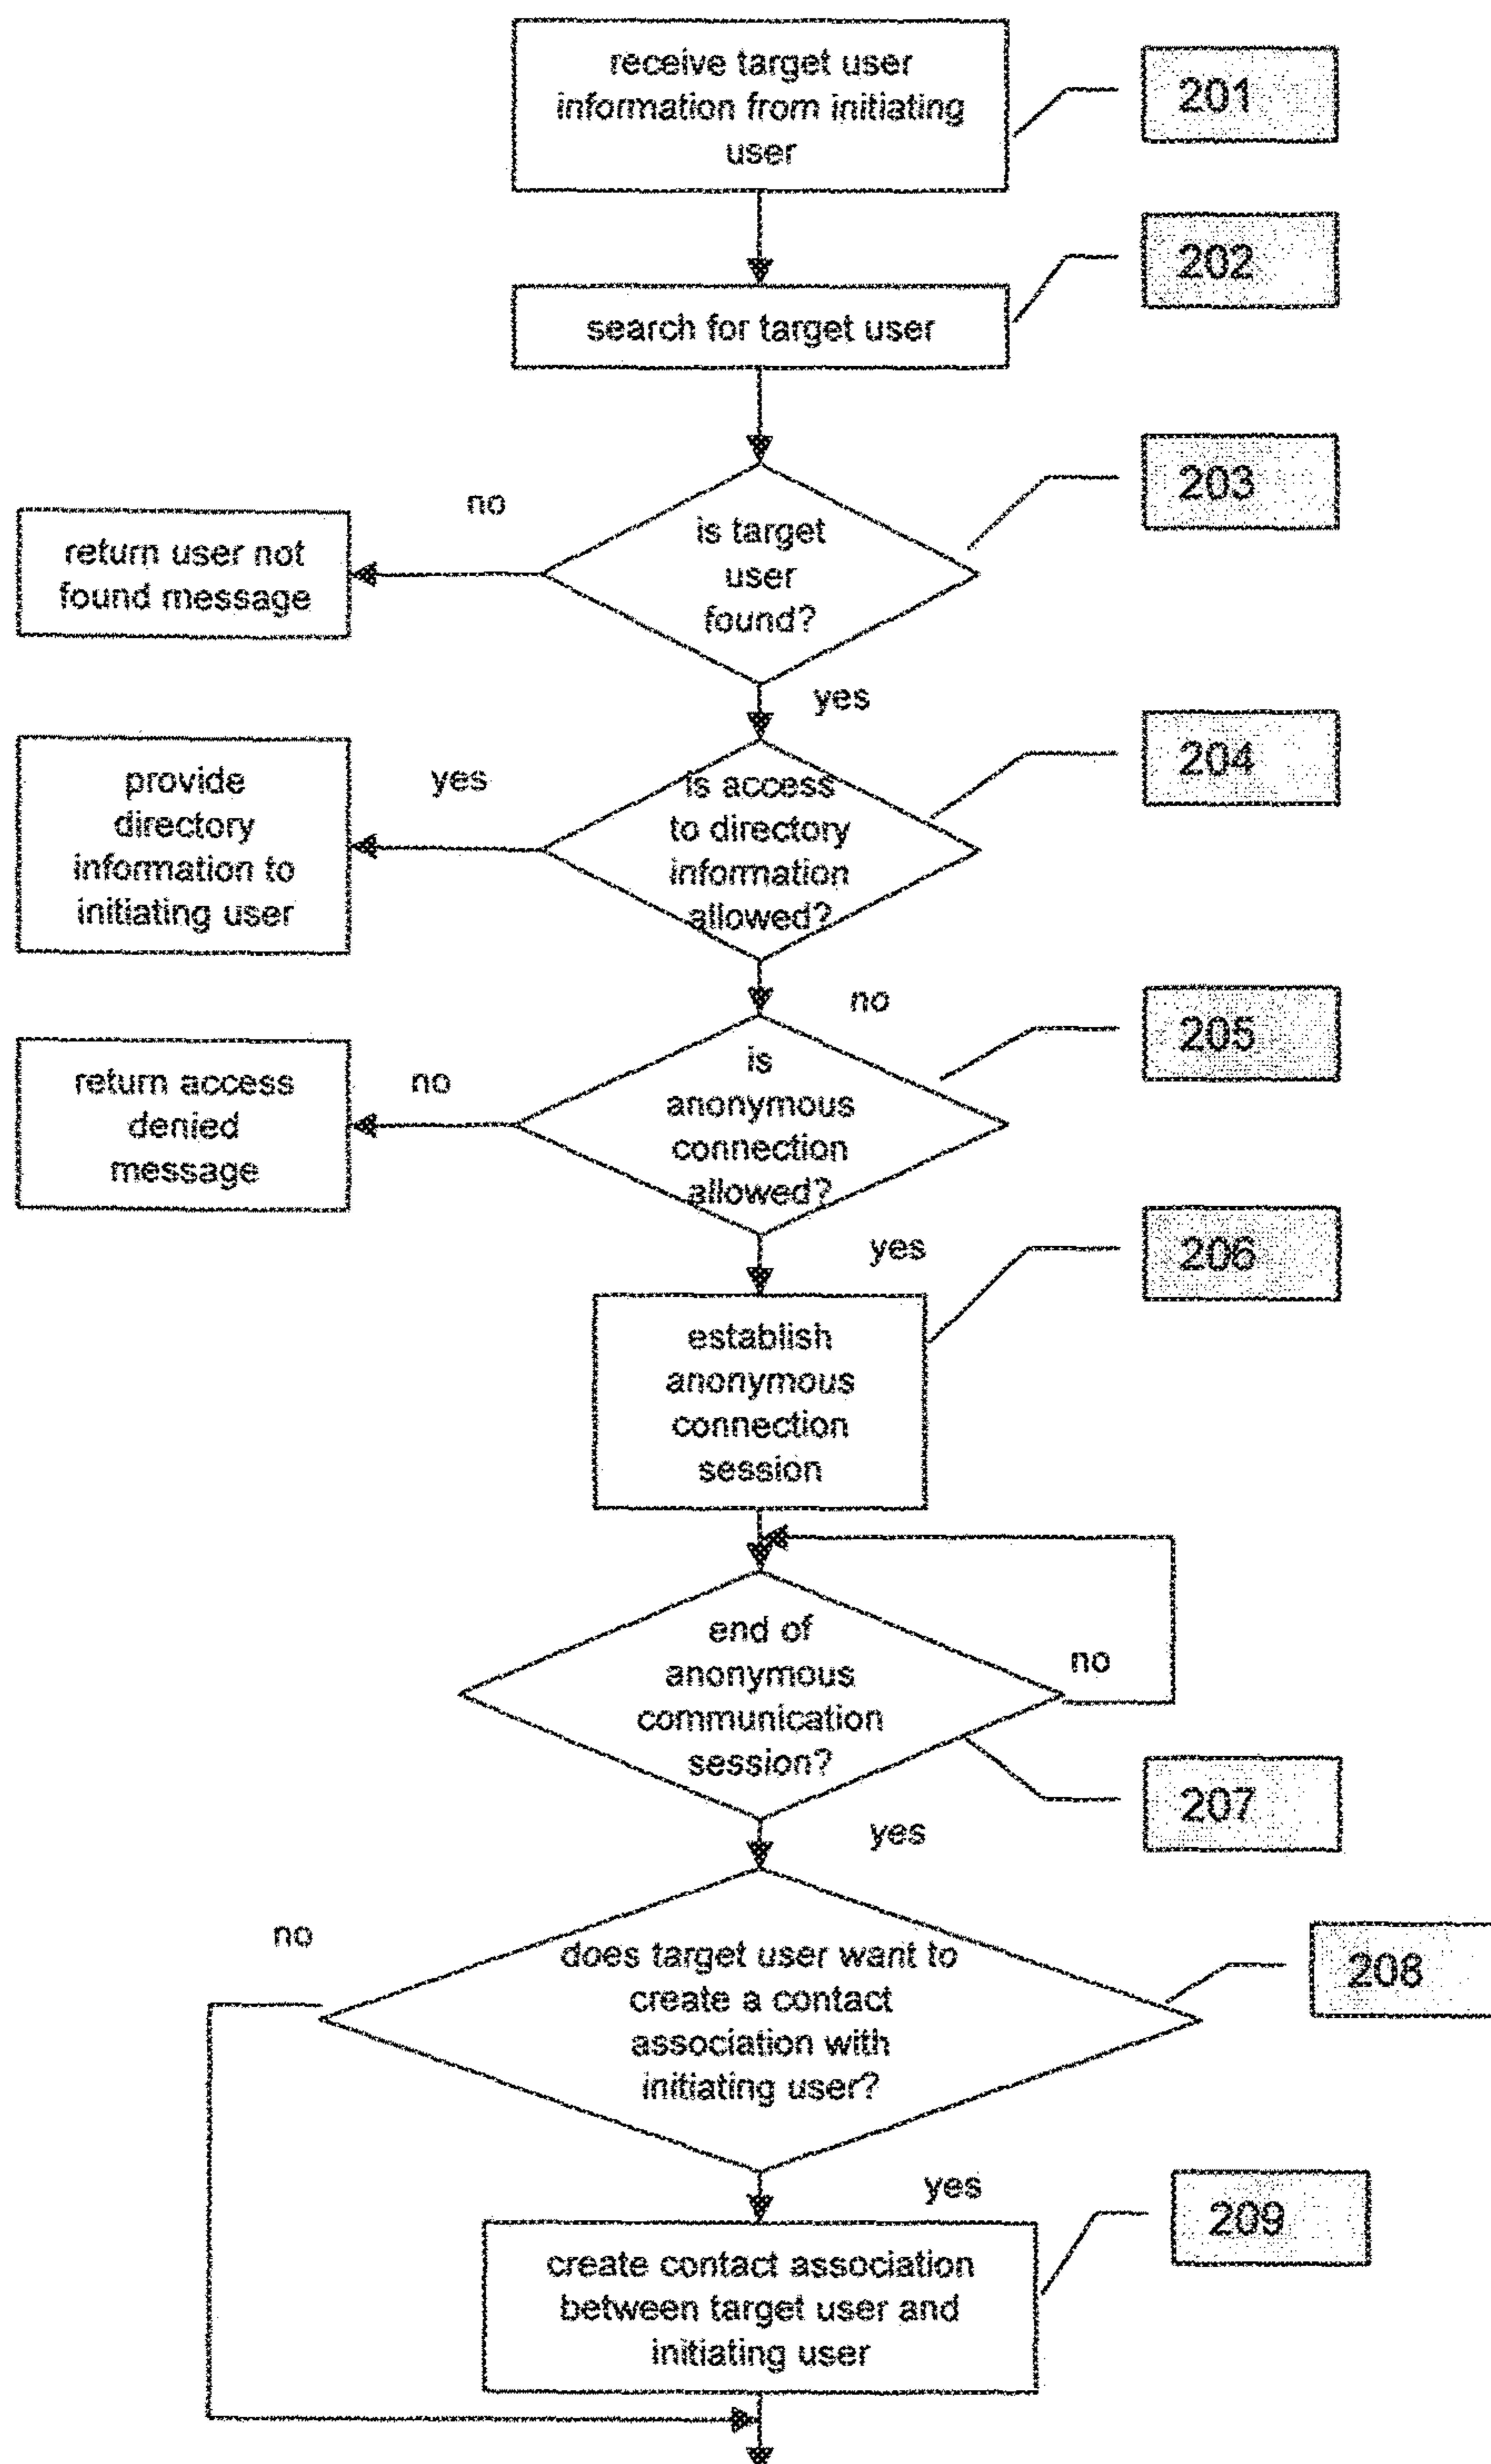 receive target user
information from initiating
user
201
search for target user
202
is target
user
found?
203
no
return user not
found message
yes
is access
to directory
information
allowed?
204
yes
provide
directory
information to
initiating user
no
is
anonymous
connection
allowed?
205
no
return access
denied
message
yes
establish
anonymous
connection
session
206
end of
anonymous
communication
session?
no
207
yes
does target user want to
create a contact
association with
initiating user?
208
no
yes
create contact association
between target user and
initiating user
209